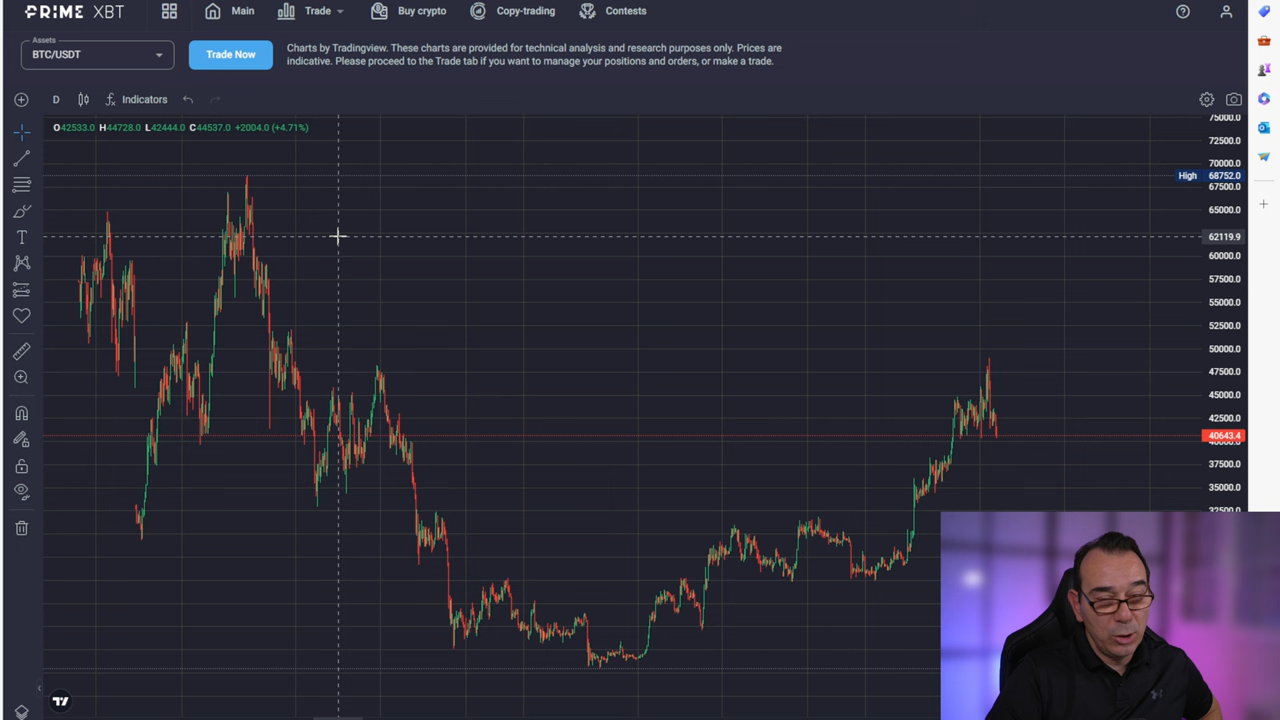 PRIME XBT
Main
Trade
Buy crypto
Copy-trading
Contests
Assets
BTC/USDT
Trade Now
Charts by Tradingview. These charts are provided for technical analysis and research purposes only. Prices are
indicative. Please proceed to the Trade tab if you want to manage your positions and orders, or make a trade.
D
Indicators
O42533.0 H44728.0 L42444.0 C44537.0 +2004.0 (+4.71%)
75000.0
72500.0
70000.0
High 68752.0
67500.0
65000.0
62119.9
60000.0
57500.0
55000.0
52500.0
50000.0
47500.0
45000.0
42500.0
40643.4
37500.0
35000.0
32500.0